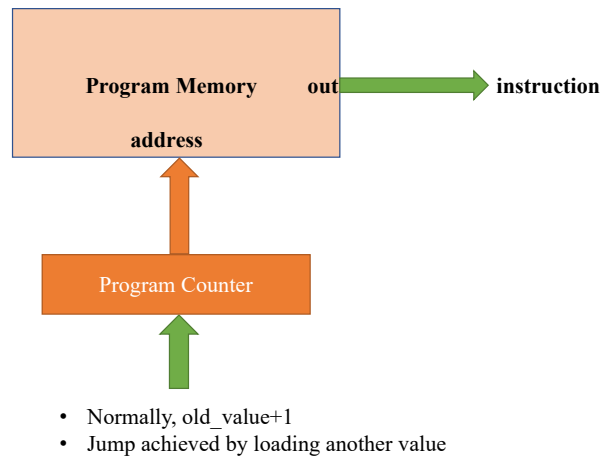 Program Memory out
instruction
address
Program Counter
• Normally, old_value+1
• Jump achieved by loading another value